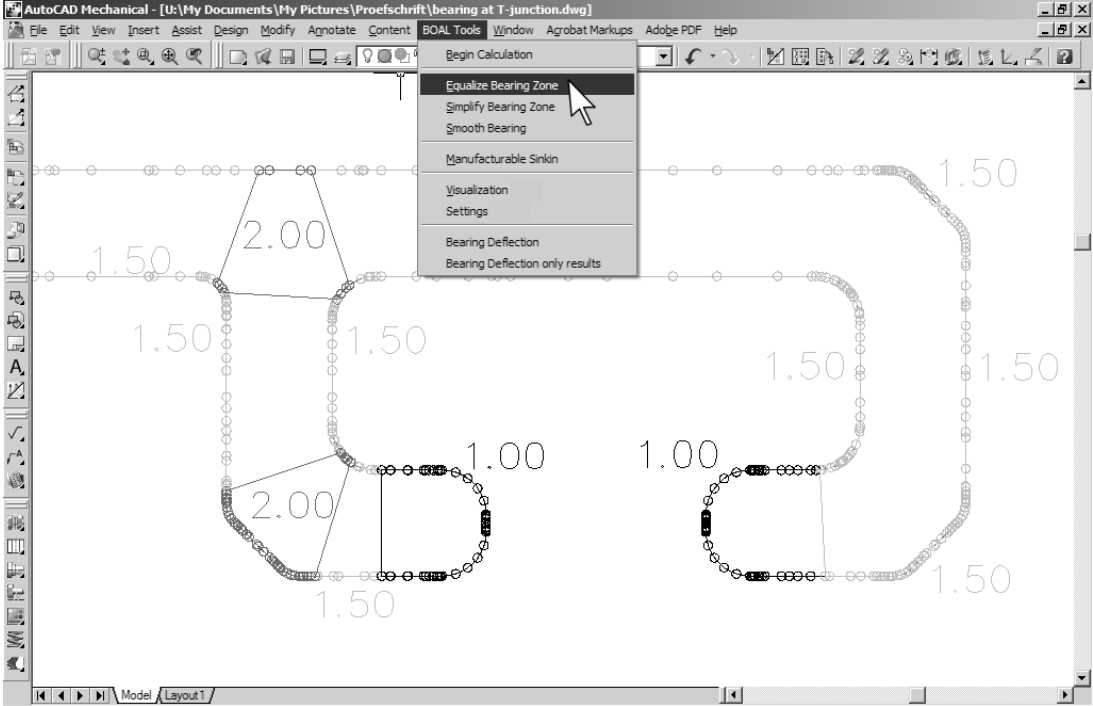 AutoCAD Mechanical - [U:\My Documents\My Pictures\Proefschrift\bearing at T-junction.dwg]
File Edit View Insert Assist Design Modify Annotate Content BOAL Tools Window Agrobat Markups Adobe PDF Help
Begin Calculation
Equalize Bearing Zone
Simplify Bearing Zone
Smooth Bearing
Manufacturable Sinkin
Visualization
Settings
Bearing Deflection
Bearing Deflection only results
1.50
2.00
1.50
1.50
1.50
1.50
1.50
1.00
1.00
2.00
1.50
1.50
Model
Layout1